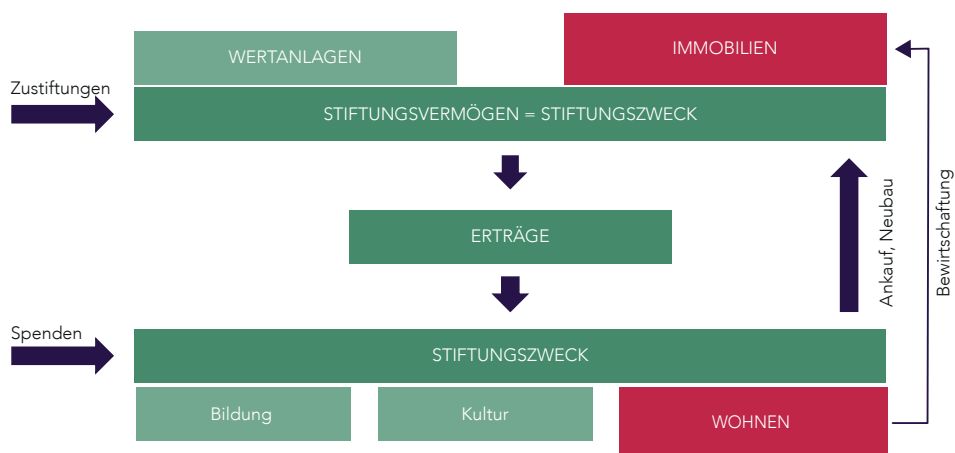 WERTANLAGEN
IMMOBILIEN
Zustiftungen
STIFTUNGSVERMÖGEN = STIFTUNGSZWECK
ERTRÄGE
Ankauf, Neubau
Bewirtschaftung
Spenden
STIFTUNGSZWECK
Bildung
Kultur
WOHNEN